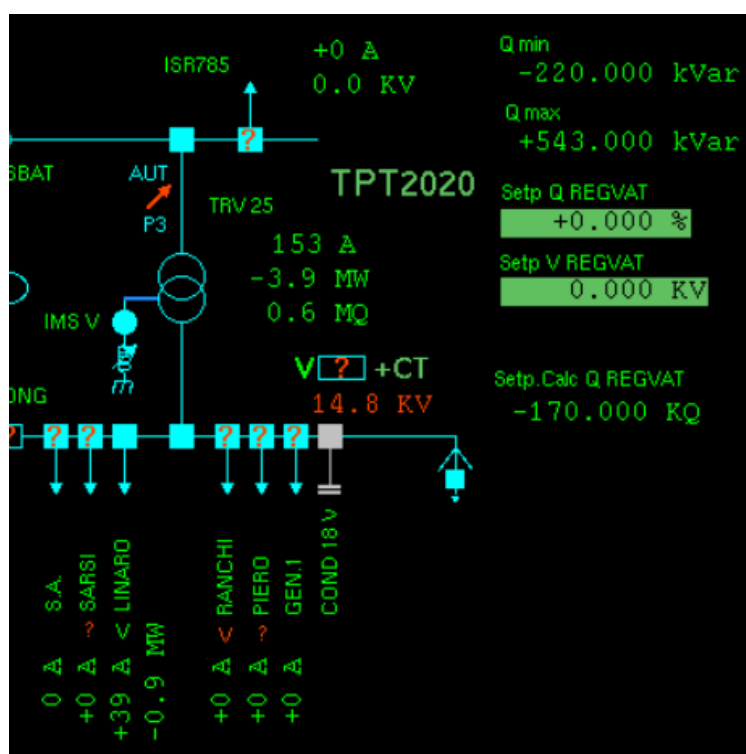 ISR785
+0 A
0.0 KV
Q min
-220.000 kVar
Q max
+543.000 kVar
?
SBAT
AUT
P3
TRV 25
TPT2020
Setp Q REGVAT
+0.000 %
Setp V REGVAT
0.000 KV
153 A
-3.9 MW
0.6 MQ
IMS V
V ? +CT
14.8 KV
Setp.Calc Q REGVAT
-170.000 KQ
ONG
? ? ? ? ? ?
0 A S.A.
+0 A ? SARSI
+39 A < LINARO
-0.9 MW
+0 A < RANCHI
+0 A ? PIERO
+0 A GEN.1
COND 18 V